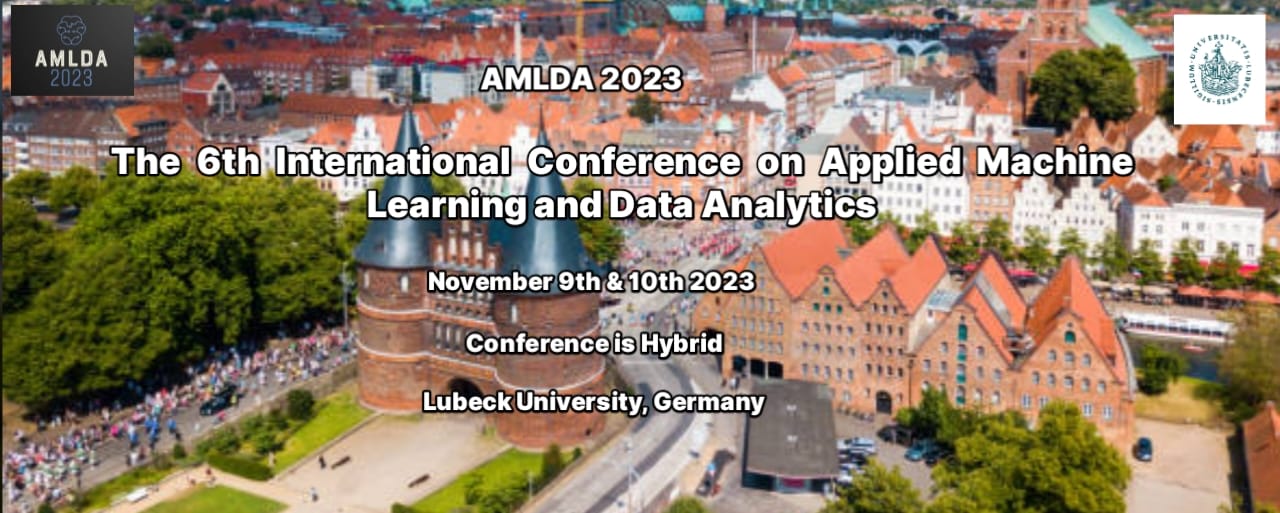 AMLDA
2023
AMLDA 2023
The 6th International Conference on Applied Machine
Learning and Data Analytics
November 9th & 10th 2023
Conference is Hybrid
Lubeck University, Germany
SIGILLUM·UNIVERSITATIS·LUBECENSIS